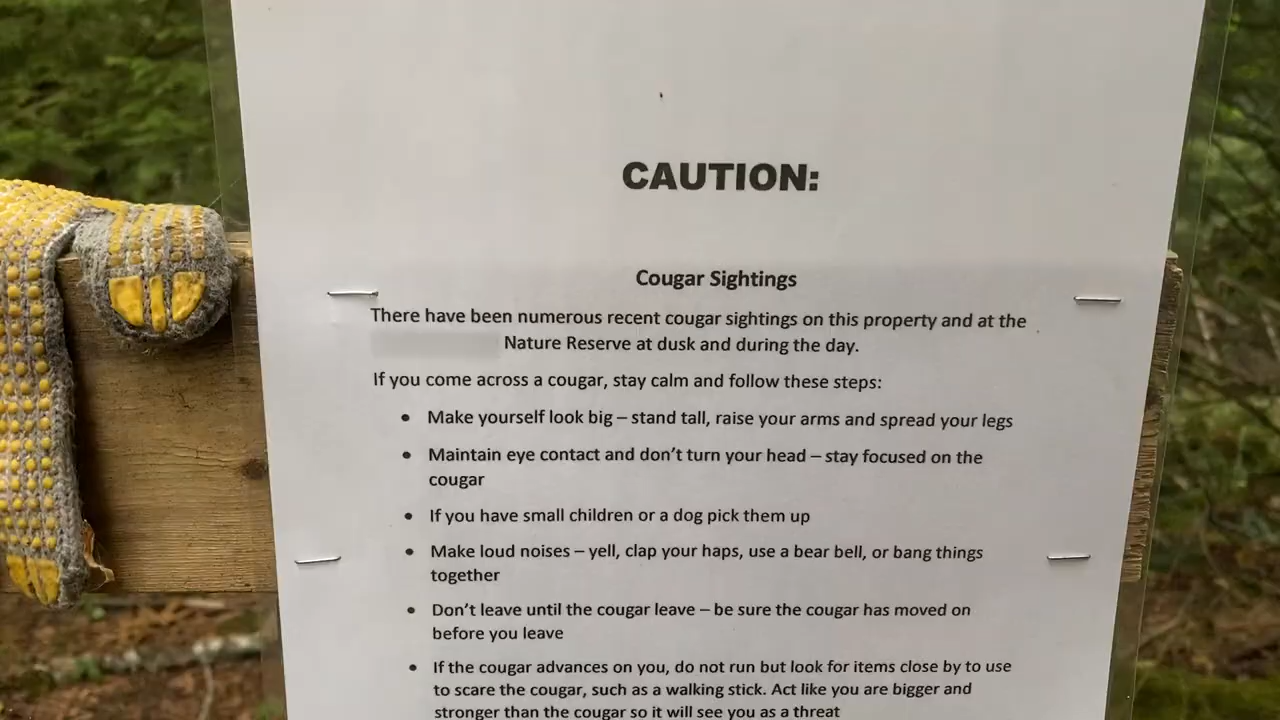 CAUTION:
Cougar Sightings
There have been numerous recent cougar sightings on this property and at the
Nature Reserve at dusk and during the day.
If you come across a cougar, stay calm and follow these steps:
• Make yourself look big – stand tall, raise your arms and spread your legs
• Maintain eye contact and don't turn your head – stay focused on the
cougar
• If you have small children or a dog pick them up
• Make loud noises – yell, clap your haps, use a bear bell, or bang things
together
• Don't leave until the cougar leave – be sure the cougar has moved on
before you leave
• If the cougar advances on you, do not run but look for items close by to use
to scare the cougar, such as a walking stick. Act like you are bigger and
stronger than the cougar so it will see you as a threat